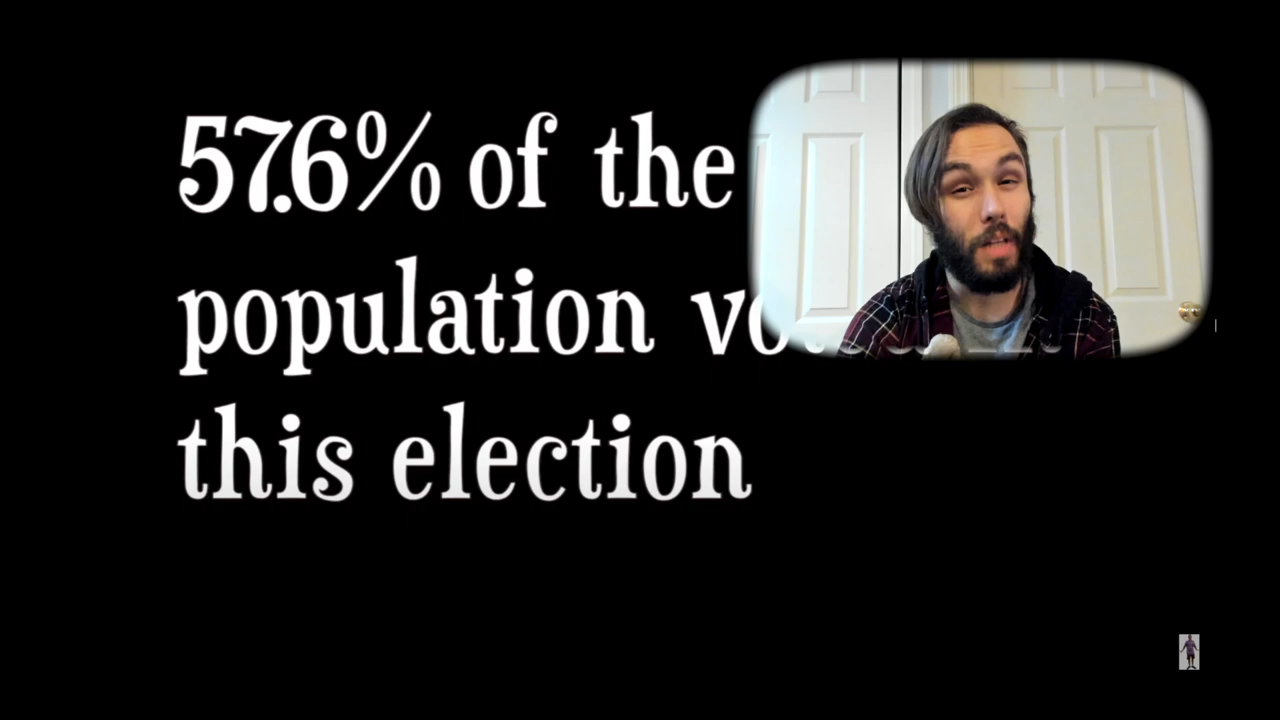 57.6% of the
population
this election